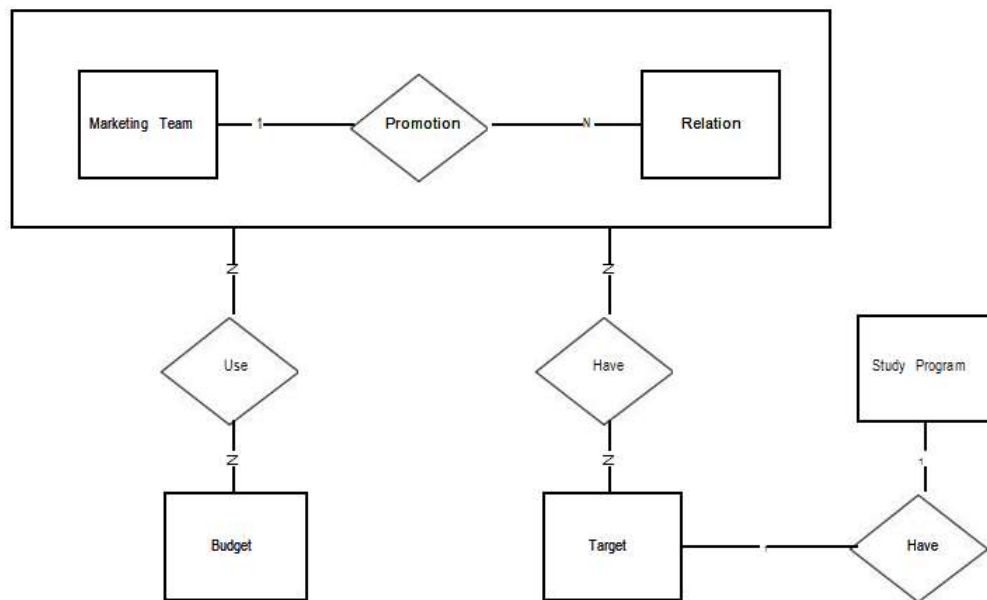 Marketing Team
1
Promotion
N
Relation
N
N
Use
Have
Study Program
N
N
1
Budget
Target
Have